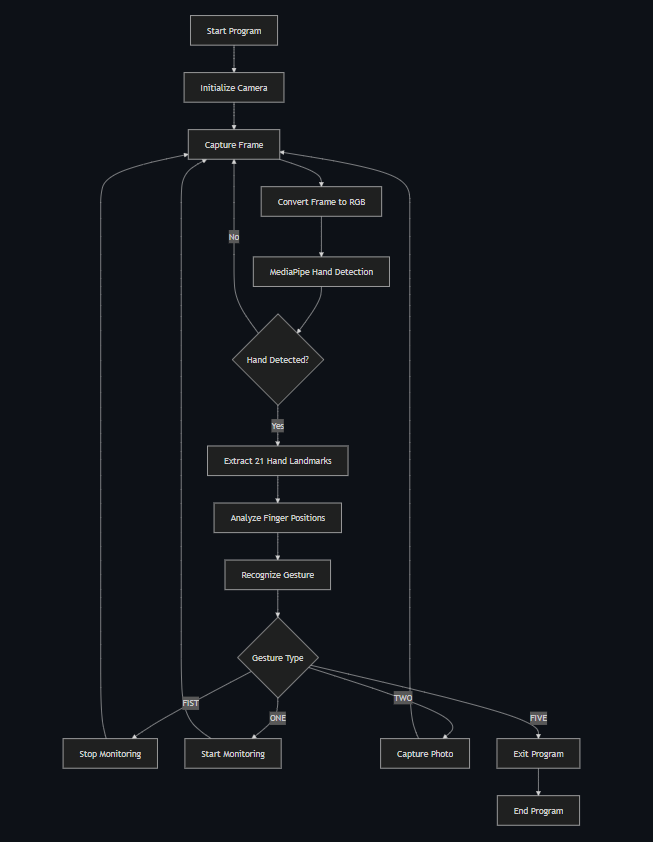 Start Program
Initialize Camera
Capture Frame
Convert Frame to RGB
No
MediaPipe Hand Detection
Hand Detected?
Yes
Extract 21 Hand Landmarks
Analyze Finger Positions
Recognize Gesture
Gesture Type
FIST
ONE
TWO
FIVE
Stop Monitoring
Start Monitoring
Capture Photo
Exit Program
End Program